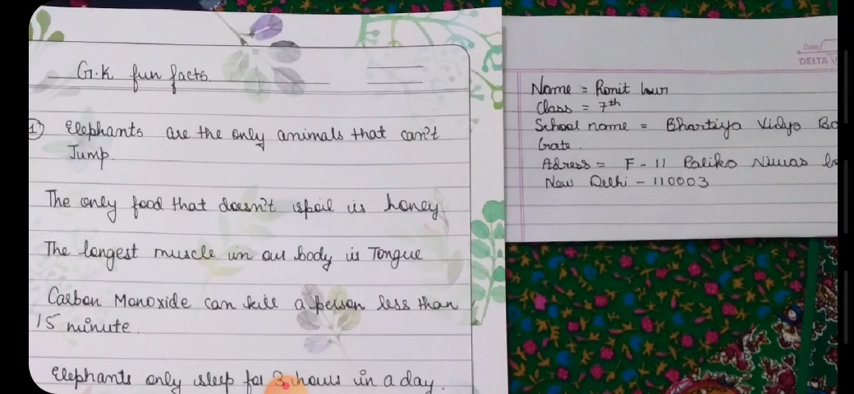 G.K fun facts.
1) Elephants are the only animals that can't
Jump.
The only food that doesn't spoil is honey.
The longest muscle in our body is Tongue
Carbon Monoxide can kill a person less than
15 minute.
Elephants only sleep for 3 hours in a day.
Date
DELTA
Name = Ronit
Class = 7th
School name = Bhartiya Vidya
Gate
Adress = F-11
New Delhi - 110003